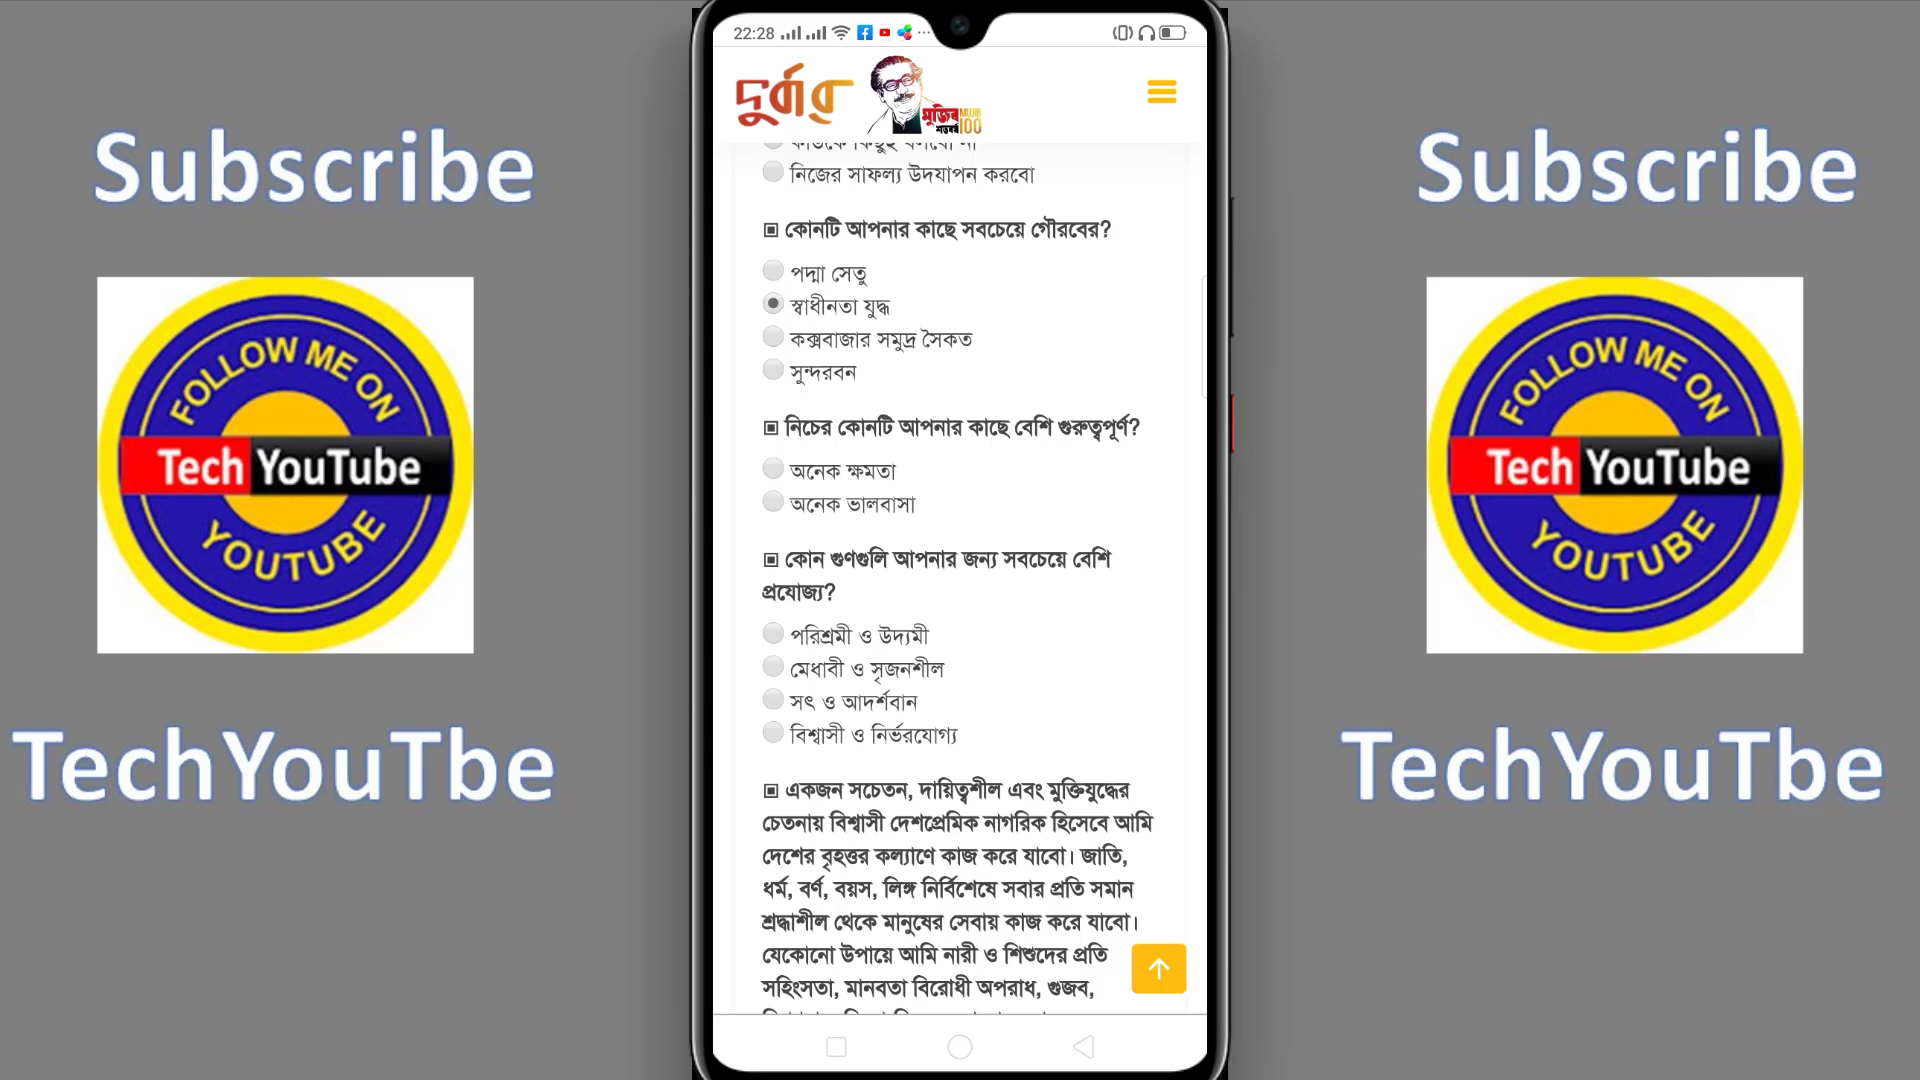 Subscribe
FOLLOW ME ON
Tech YouTube
YOUTUBE
TechYouTbe
22:28
দুর্বার
মুজিব
শতবর্ষ
MUJIB
100
নিজের সাফল্য উদযাপন করবো
▣ কোনটি আপনার কাছে সবচেয়ে গৌরবের?
পদ্মা সেতু
স্বাধীনতা যুদ্ধ
কক্সবাজার সমুদ্র সৈকত
সুন্দরবন
▣ নিচের কোনটি আপনার কাছে বেশি গুরুত্বপূর্ণ?
অনেক ক্ষমতা
অনেক ভালবাসা
▣ কোন গুণগুলি আপনার জন্য সবচেয়ে বেশি
প্রযোজ্য?
পরিশ্রমী ও উদ্যমী
মেধাবী ও সৃজনশীল
সৎ ও আদর্শবান
বিশ্বাসী ও নির্ভরযোগ্য
▣ একজন সচেতন, দায়িত্বশীল এবং মুক্তিযুদ্ধের
চেতনায় বিশ্বাসী দেশপ্রেমিক নাগরিক হিসেবে আমি
দেশের বৃহত্তর কল্যাণে কাজ করে যাবো। জাতি,
ধর্ম, বর্ণ, বয়স, লিঙ্গ নির্বিশেষে সবার প্রতি সমান
শ্রদ্ধাশীল থেকে মানুষের সেবায় কাজ করে যাবো।
যেকোনো উপায়ে আমি নারী ও শিশুদের প্রতি
সহিংসতা, মানবতা বিরোধী অপরাধ, গুজব,
Subscribe
FOLLOW ME ON
Tech YouTube
YOUTUBE
TechYouTbe